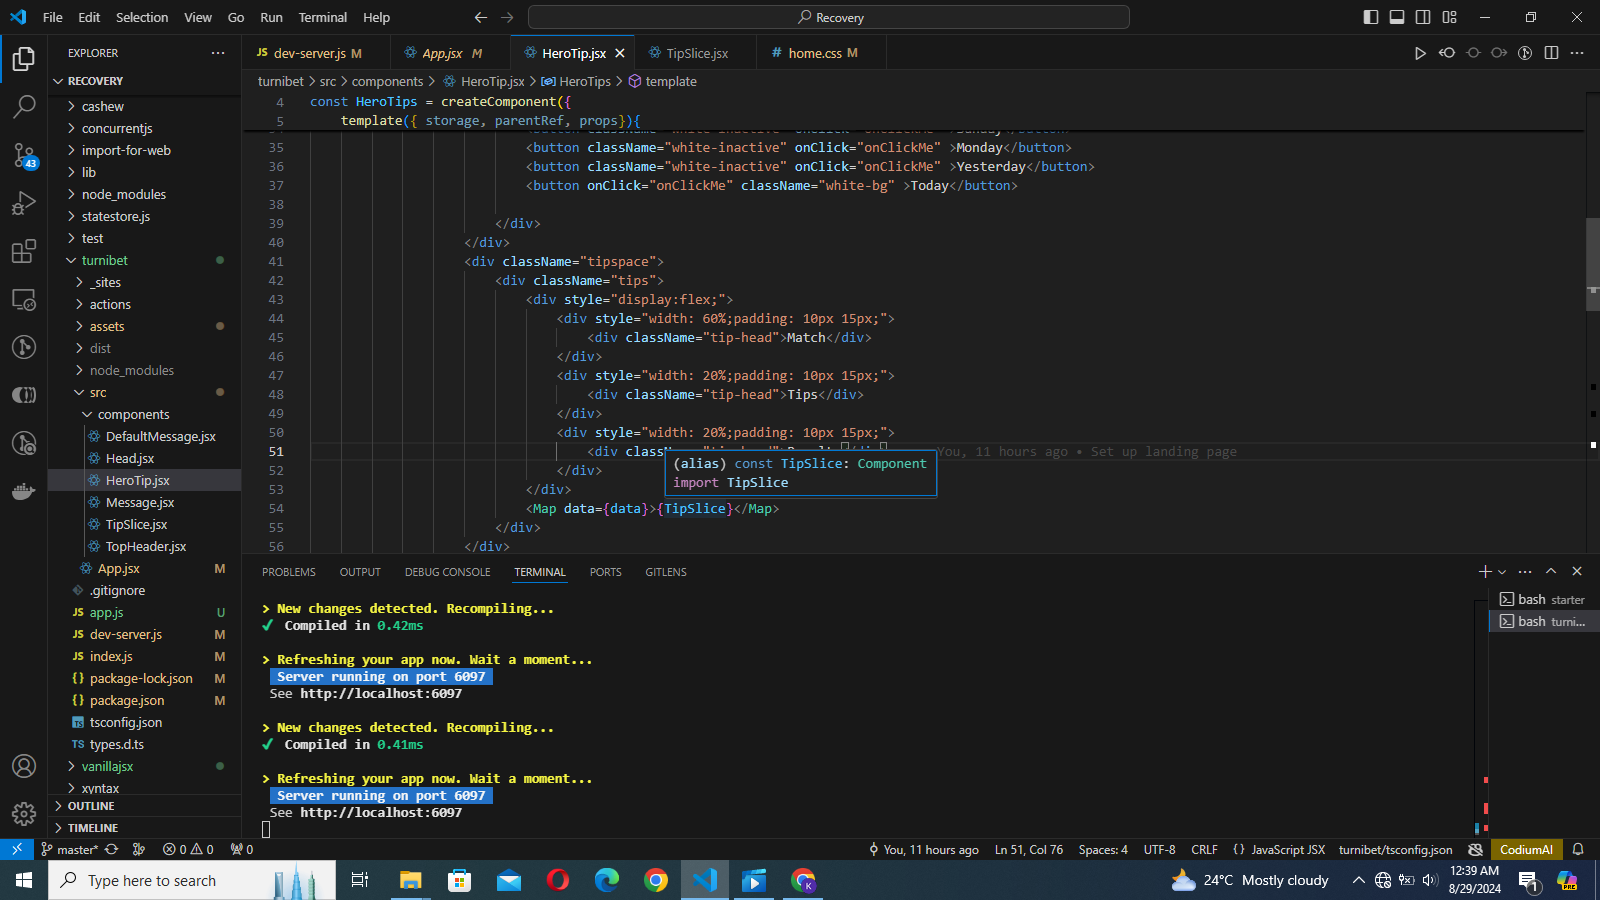 File Edit Selection View Go Run Terminal Help
Recovery
EXPLORER
RECOVERY
cashew
concurrentjs
import-for-web
lib
node_modules
statestore.js
test
turnibet
_sites
actions
assets
dist
node_modules
src
components
DefaultMessage.jsx
Head.jsx
HeroTip.jsx
Message.jsx
TipSlice.jsx
TopHeader.jsx
App.jsx M
.gitignore
JS app.js U
JS dev-server.js M
JS index.js M
{} package-lock.json M
{} package.json M
TS tsconfig.json
TS types.d.ts
vanillajsx
xyntax
OUTLINE
TIMELINE
43
JS dev-server.js M App.jsx M HeroTip.jsx TipSlice.jsx # home.css M
turnibet > src > components > HeroTip.jsx > HeroTips > template
4 const HeroTips = createComponent({
5 template({ storage, parentRef, props}){
35 <button className="white-inactive" onClick="onClickMe" >Monday</button>
36 <button className="white-inactive" onClick="onClickMe" >Yesterday</button>
37 <button onClick="onClickMe" className="white-bg" >Today</button>
38
39 </div>
40 </div>
41 <div className="tipspace">
42 <div className="tips">
43 <div style="display:flex;">
44 <div style="width: 60%;padding: 10px 15px;">
45 <div className="tip-head">Match</div>
46 </div>
47 <div style="width: 20%;padding: 10px 15px;">
48 <div className="tip-head">Tips</div>
49 </div>
50 <div style="width: 20%;padding: 10px 15px;">
51 <div class You, 11 hours ago • Set up landing page
(alias) const TipSlice: Component
import TipSlice
52 </div>
53 </div>
54 <Map data={data}>{TipSlice}</Map>
55 </div>
56 </div>
PROBLEMS OUTPUT DEBUG CONSOLE TERMINAL PORTS GITLENS
> New changes detected. Recompiling...
✓ Compiled in 0.42ms
> Refreshing your app now. Wait a moment...
Server running on port 6097
See http://localhost:6097
> New changes detected. Recompiling...
✓ Compiled in 0.41ms
> Refreshing your app now. Wait a moment...
Server running on port 6097
See http://localhost:6097
bash starter
bash turni...
master* 0 0 0 You, 11 hours ago Ln 51, Col 76 Spaces: 4 UTF-8 CRLF {} JavaScript JSX turnibet/tsconfig.json CodiumAI
Type here to search
K
24°C Mostly cloudy
12:39 AM
8/29/2024
1
PRE